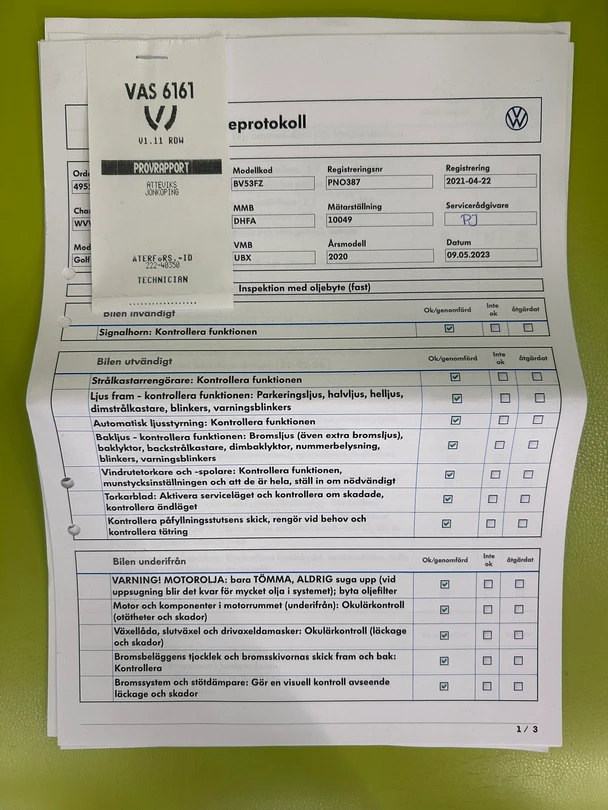 VAS 6161
V1.11 ROW
PROVRAPPORT
ATTEVIKS
JONKOPING
ATERFoRS.-ID
222-40350
TECHNICIAN
eprotokoll
Modellkod
Registreringsnr
Registrering
BV53FZ
PNO387
2021-04-22
MMB
Mätarställning
Servicerådgivare
DHFA
10049
PJ
VMB
Årsmodell
Datum
Golf
UBX
2020
09.05.2023
Inspektion med oljebyte (fast)
Bilen invändigt
Ok/genomförd
Inte ok
åtgärdat
Signalhorn: Kontrollera funktionen
Bilen utvändigt
Ok/genomförd
Inte ok
åtgärdat
Strålkastarrengörare: Kontrollera funktionen
Ljus fram - kontrollera funktionen: Parkeringsljus, halvljus, helljus,
dimstrålkastare, blinkers, varningsblinkers
Automatisk ljusstyrning: Kontrollera funktionen
Bakljus - kontrollera funktionen: Bromsljus (även extra bromsljus),
baklyktor, backstrålkastare, dimbaklyktor, nummerbelysning,
blinkers, varningsblinkers
Vindrutetorkare och -spolare: Kontrollera funktionen,
munstycksinställningen och att de är hela, ställ in om nödvändigt
Torkarblad: Aktivera serviceläget och kontrollera om skadade,
kontrollera ändläget
Kontrollera påfyllningsstutsens skick, rengör vid behov och
kontrollera tätring
Bilen underifrån
Ok/genomförd
Inte ok
åtgärdat
VARNING! MOTOROLJA: bara TÖMMA, ALDRIG suga upp (vid
uppsugning blir det kvar för mycket olja i systemet); byta oljefilter
Motor och komponenter i motorrummet (underifrån): Okulärkontroll
(otätheter och skador)
Växellåda, slutväxel och drivaxeldamasker: Okulärkontroll (läckage
och skador)
Bromsbeläggens tjocklek och bromsskivornas skick fram och bak:
Kontrollera
Bromssystem och stötdämpare: Gör en visuell kontroll avseende
läckage och skador
1 / 3